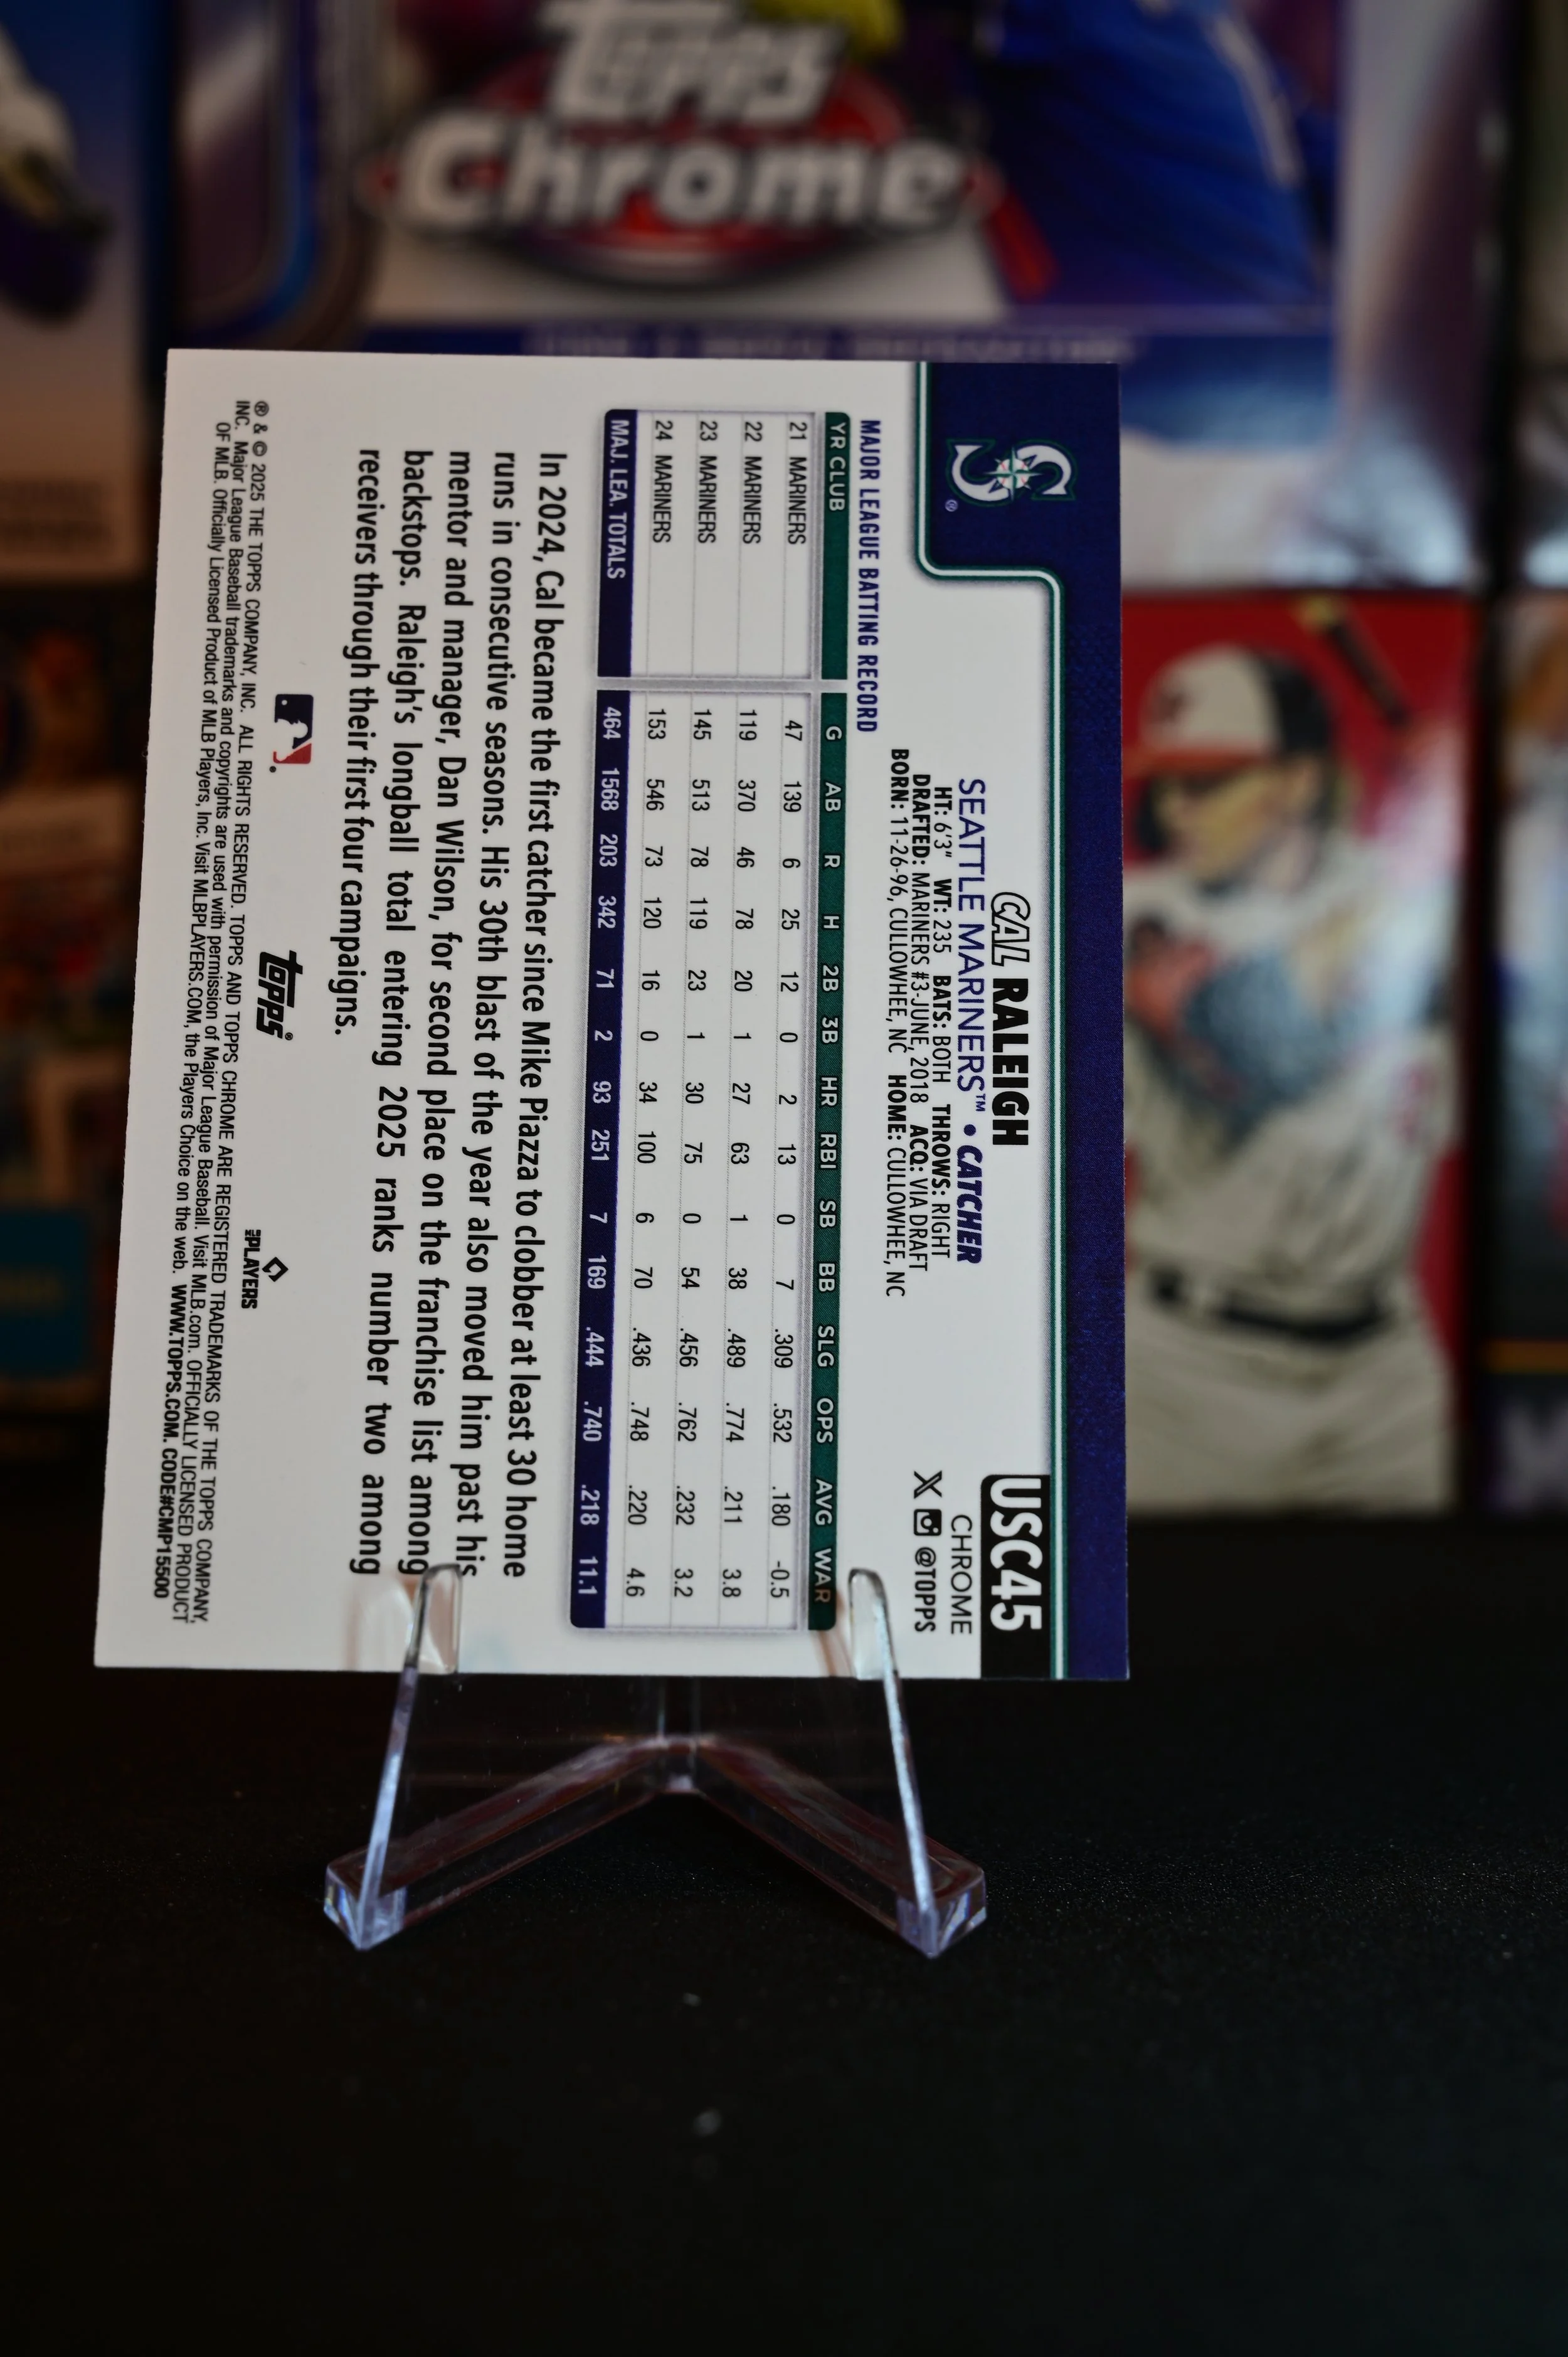 Topps
Chrome
S®
USC45
CHROME
X @TOPPS
CAL RALEIGH
SEATTLE MARINERS™ • CATCHER
HT: 6'3" WT: 235 BATS: BOTH THROWS: RIGHT
DRAFTED: MARINERS #3-JUNE, 2018 ACQ: VIA DRAFT
BORN: 11-26-96, CULLOWHEE, NC HOME: CULLOWHEE, NC
MAJOR LEAGUE BATTING RECORD
YR CLUB G AB R H 2B 3B HR RBI SB BB SLG OPS AVG WAR
21 MARINERS 47 139 6 25 12 0 2 13 0 7 .309 .532 .180 -0.5
22 MARINERS 119 370 46 78 20 1 27 63 1 38 .489 .774 .211 3.8
23 MARINERS 145 513 78 119 23 1 30 75 0 54 .456 .762 .232 3.2
24 MARINERS 153 546 73 120 16 0 34 100 6 70 .436 .748 .220 4.6
MAJ. LEA. TOTALS 464 1568 203 342 71 2 93 251 7 169 .444 .740 .218 11.1
In 2024, Cal became the first catcher since Mike Piazza to clobber at least 30 home
runs in consecutive seasons. His 30th blast of the year also moved him past his
mentor and manager, Dan Wilson, for second place on the franchise list among
backstops. Raleigh's longball total entering 2025 ranks number two among
receivers through their first four campaigns.
topps®
MLB PLAYERS
® & © 2025 THE TOPPS COMPANY, INC. ALL RIGHTS RESERVED. TOPPS AND TOPPS CHROME ARE REGISTERED TRADEMARKS OF THE TOPPS COMPANY,
INC. Major League Baseball trademarks and copyrights are used with permission of Major League Baseball. Visit MLB.com. OFFICIALLY LICENSED PRODUCT
OF MLB. Officially Licensed Product of MLB Players, Inc. Visit MLBPLAYERS.COM, the Players Choice on the web. WWW.TOPPS.COM. CODE#CMP15500